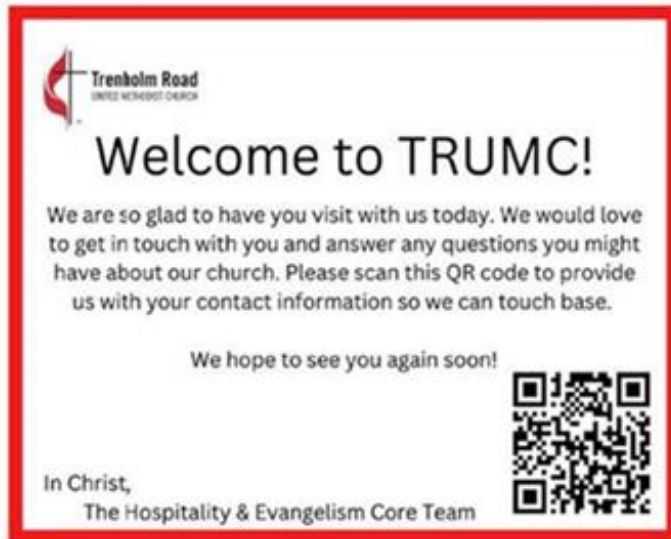 Trenholm Road
UNITED METHODIST CHURCH
Welcome to TRUMC!
We are so glad to have you visit with us today. We would love
to get in touch with you and answer any questions you might
have about our church. Please scan this QR code to provide
us with your contact information so we can touch base.
We hope to see you again soon!
In Christ,
The Hospitality & Evangelism Core Team